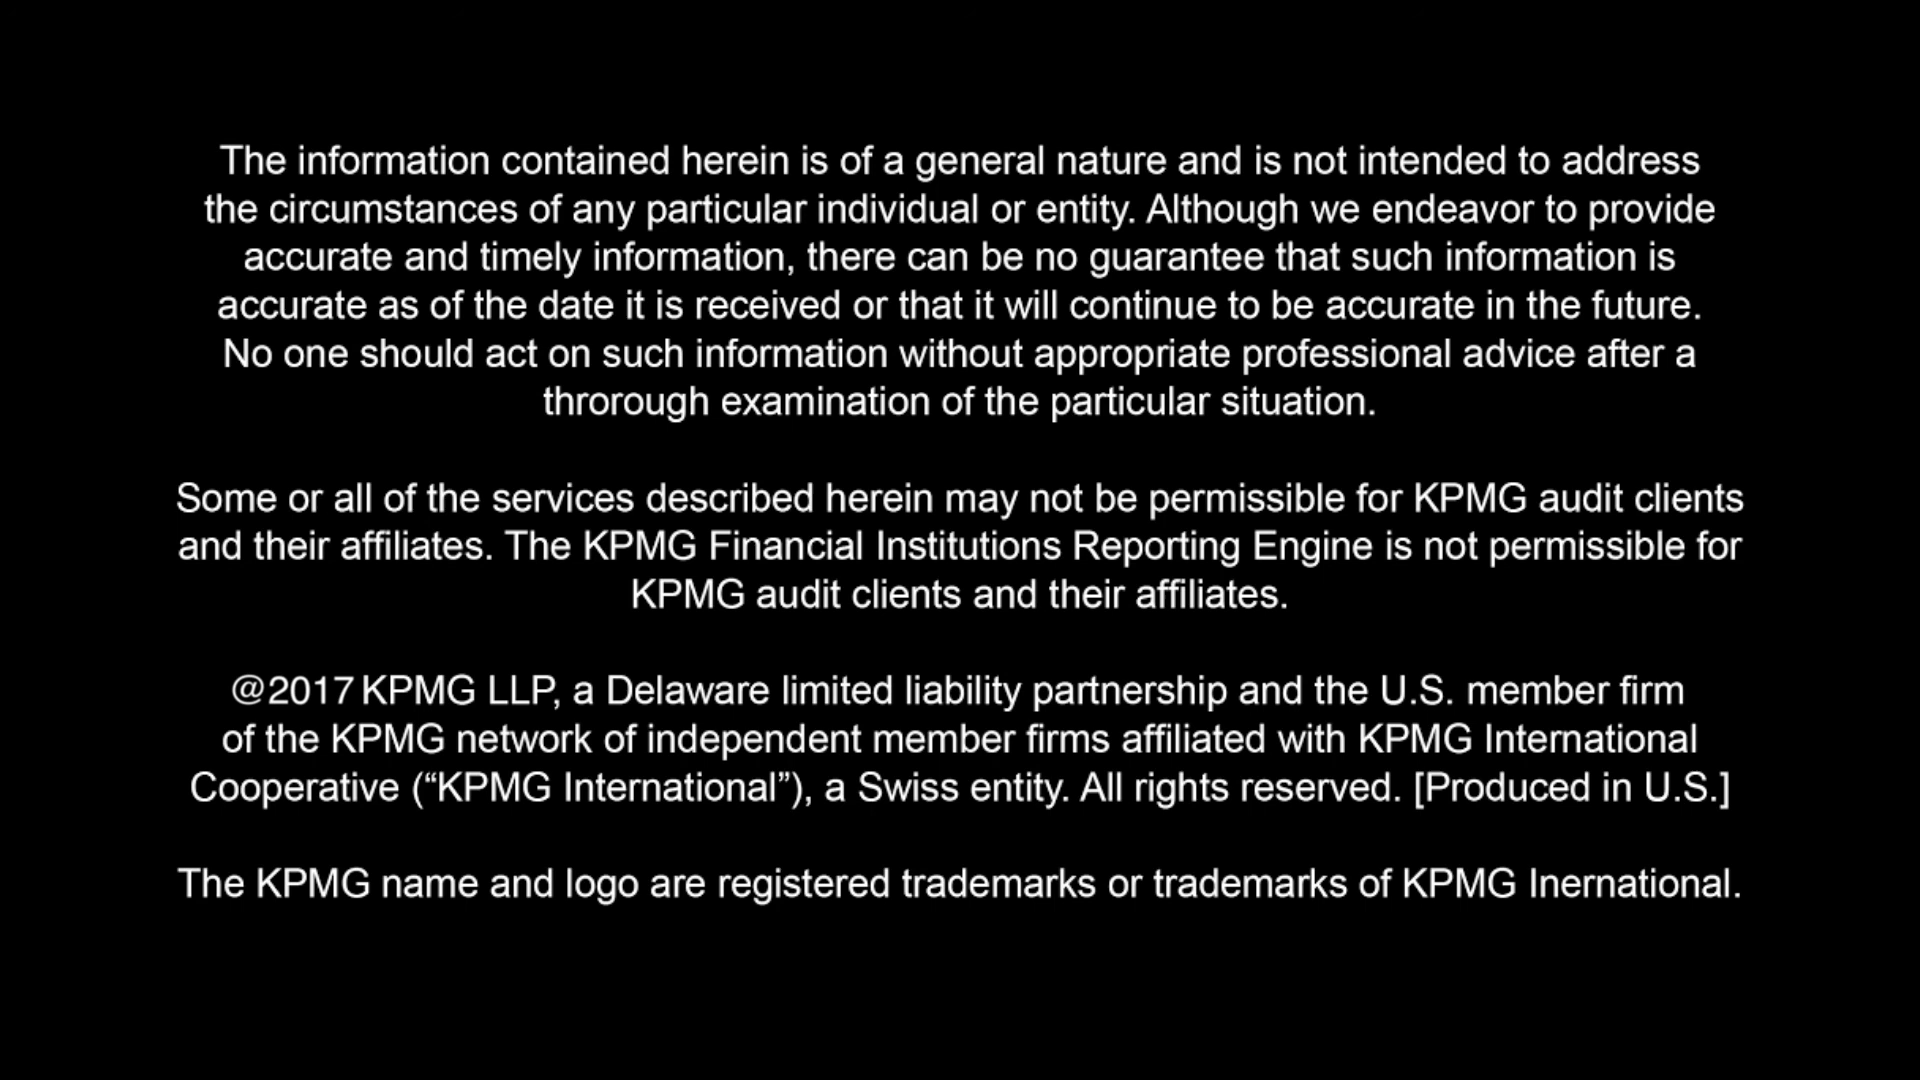 The information contained herein is of a general nature and is not intended to address
the circumstances of any particular individual or entity. Although we endeavor to provide
accurate and timely information, there can be no guarantee that such information is
accurate as of the date it is received or that it will continue to be accurate in the future.
No one should act on such information without appropriate professional advice after a
throrough examination of the particular situation.
Some or all of the services described herein may not be permissible for KPMG audit clients
and their affiliates. The KPMG Financial Institutions Reporting Engine is not permissible for
KPMG audit clients and their affiliates.
@2017 KPMG LLP, a Delaware limited liability partnership and the U.S. member firm
of the KPMG network of independent member firms affiliated with KPMG International
Cooperative (“KPMG International”), a Swiss entity. All rights reserved. [Produced in U.S.]
The KPMG name and logo are registered trademarks or trademarks of KPMG Inernational.